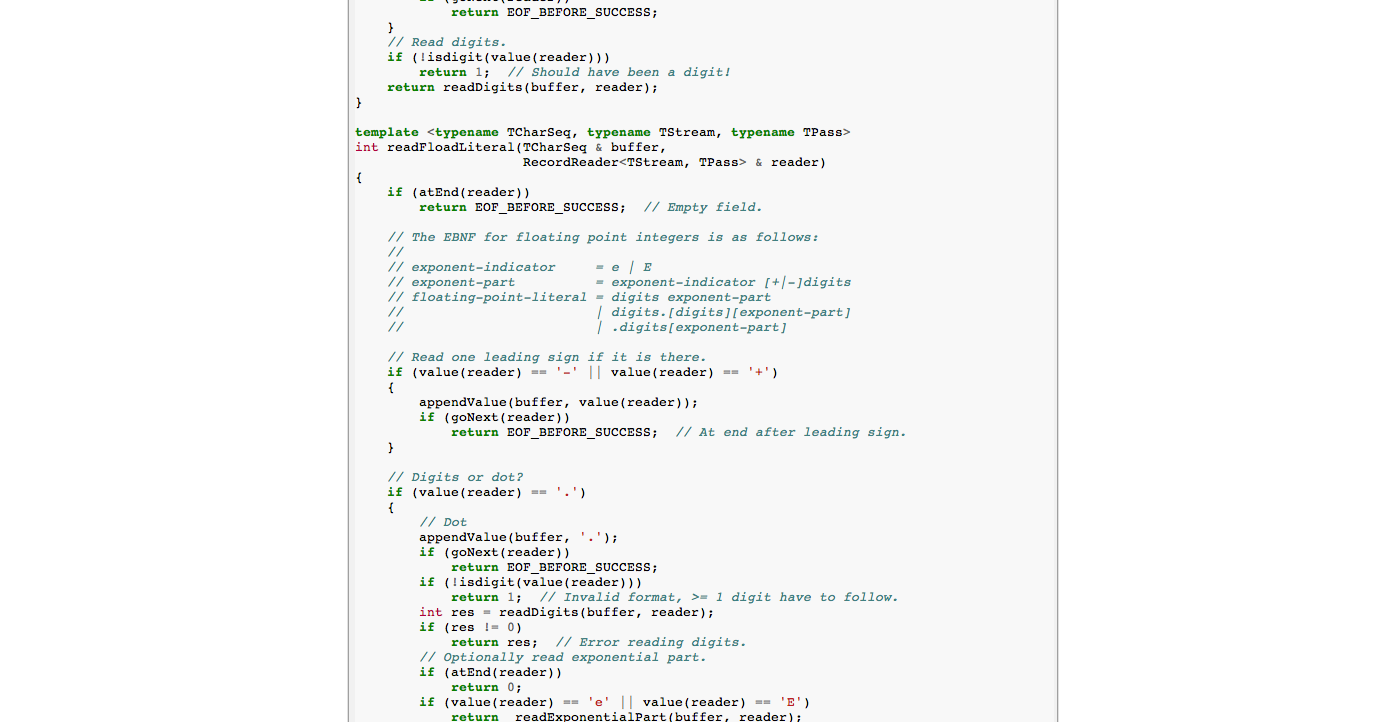 return EOF_BEFORE_SUCCESS;
    }
    // Read digits.
    if (!isdigit(value(reader)))
        return 1;  // Should have been a digit!
    return readDigits(buffer, reader);
}

template <typename TCharSeq, typename TStream, typename TPass>
int readFloadLiteral(TCharSeq & buffer,
                     RecordReader<TStream, TPass> & reader)
{
    if (atEnd(reader))
        return EOF_BEFORE_SUCCESS;  // Empty field.

    // The EBNF for floating point integers is as follows:
    //
    // exponent-indicator     = e | E
    // exponent-part          = exponent-indicator [+|-]digits
    // floating-point-literal = digits exponent-part
    //                        | digits.[digits][exponent-part]
    //                        | .digits[exponent-part]

    // Read one leading sign if it is there.
    if (value(reader) == '-' || value(reader) == '+')
    {
        appendValue(buffer, value(reader));
        if (goNext(reader))
            return EOF_BEFORE_SUCCESS;  // At end after leading sign.
    }

    // Digits or dot?
    if (value(reader) == '.')
    {
        // Dot
        appendValue(buffer, '.');
        if (goNext(reader))
            return EOF_BEFORE_SUCCESS;
        if (!isdigit(value(reader)))
            return 1;  // Invalid format, >= 1 digit have to follow.
        int res = readDigits(buffer, reader);
        if (res != 0)
            return res;  // Error reading digits.
        // Optionally read exponential part.
        if (atEnd(reader))
            return 0;
        if (value(reader) == 'e' || value(reader) == 'E')
            return  readExponentialPart(buffer, reader);